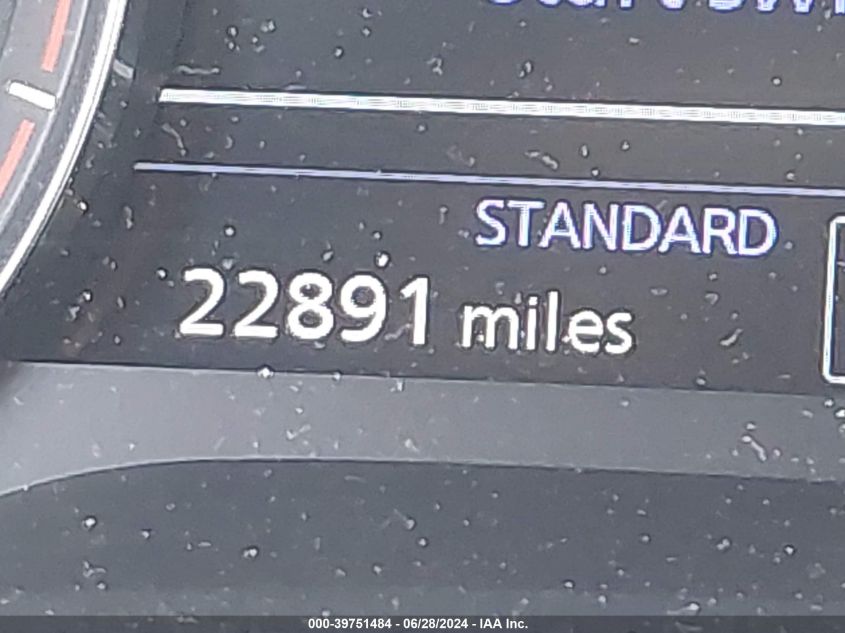 STANDARD
22891 miles
000-39751484 - 06/28/2024 - IAA Inc.